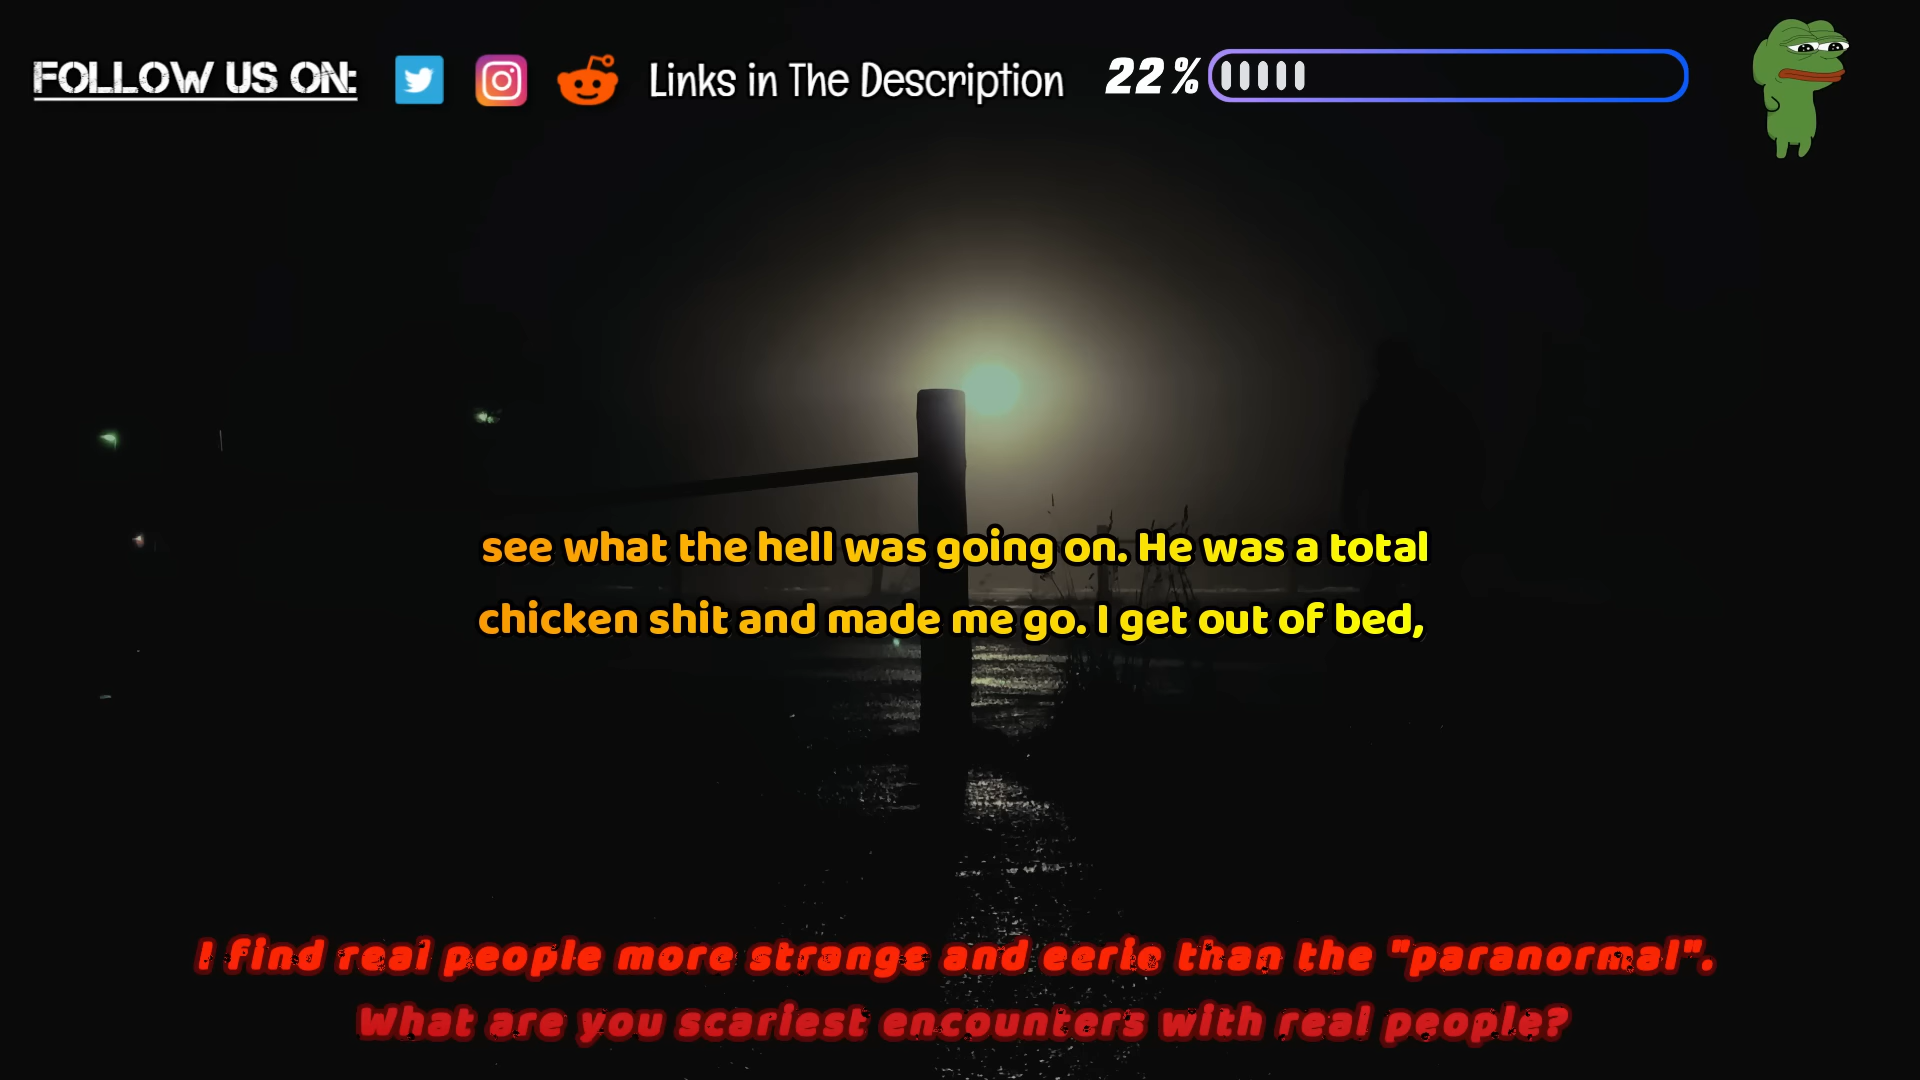 FOLLOW US ON:
Links in The Description
22%
see what the hell was going on. He was a total
chicken shit and made me go. I get out of bed,
I find real people more strange and eerie than the "paranormal".
What are you scariest encounters with real people?